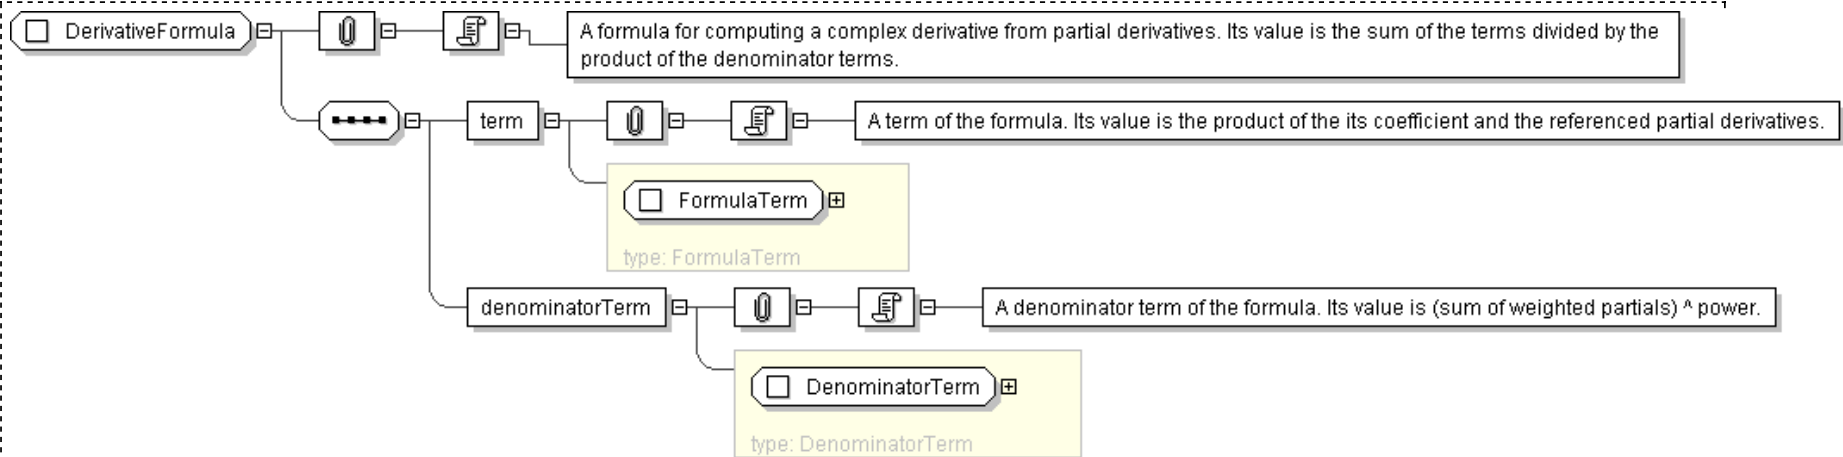 DerivativeFormula
A formula for computing a complex derivative from partial derivatives. Its value is the sum of the terms divided by the
product of the denominator terms.
term
A term of the formula. Its value is the product of the its coefficient and the referenced partial derivatives.
FormulaTerm
type: FormulaTerm
denominatorTerm
A denominator term of the formula. Its value is (sum of weighted partials) ^ power.
DenominatorTerm
type: DenominatorTerm